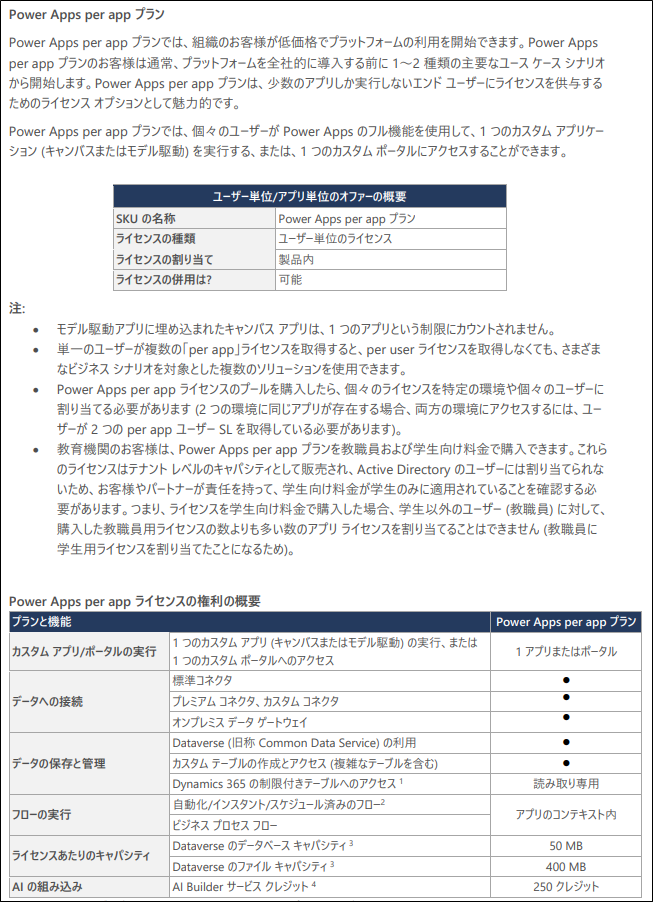 Power Apps per app プラン
Power Apps per app プランでは、組織のお客様が低価格でプラットフォームの利用を開始できます。Power Apps
per app プランのお客様は通常、プラットフォームを全社的に導入する前に 1～2 種類の主要なユース ケース シナリオ
から開始します。Power Apps per app プランは、少数のアプリしか実行しないエンド ユーザーにライセンスを供与する
ためのライセンス オプションとして魅力的です。
Power Apps per app プランでは、個々のユーザーが Power Apps のフル機能を使用して、1 つのカスタム アプリケー
ション (キャンバスまたはモデル駆動) を実行する、または、1 つのカスタム ポータルにアクセスすることができます。
ユーザー単位/アプリ単位のオファーの概要
SKU の名称 Power Apps per app プラン
ライセンスの種類 ユーザー単位のライセンス
ライセンスの割り当て 製品内
ライセンスの併用は? 可能
注:
• モデル駆動アプリに埋め込まれたキャンバス アプリは、1 つのアプリという制限にカウントされません。
• 単一のユーザーが複数の「per app」ライセンスを取得すると、per user ライセンスを取得しなくても、さまざま
なビジネス シナリオを対象とした複数のソリューションを使用できます。
• Power Apps per app ライセンスのプールを購入したら、個々のライセンスを特定の環境や個々のユーザーに
割り当てる必要があります (2 つの環境に同じアプリが存在する場合、両方の環境にアクセスするには、ユー
ザーが 2 つの per app ユーザー SL を取得している必要があります)。
• 教育機関のお客様は、Power Apps per app プランを教職員および学生向け料金で購入できます。これら
のライセンスはテナント レベルのキャパシティとして販売され、Active Directory のユーザーには割り当てられな
いため、お客様やパートナーが責任を持って、学生向け料金が学生のみに適用されていることを確認する必
要があります。つまり、ライセンスを学生向け料金で購入した場合、学生以外のユーザー (教職員) に対して、
購入した教職員用ライセンスの数よりも多い数のアプリ ライセンスを割り当てることはできません (教職員に
学生用ライセンスを割り当てたことになるため)。
Power Apps per app ライセンスの権利の概要
プランと機能 Power Apps per app プラン
カスタム アプリ/ポータルの実行 1 つのカスタム アプリ (キャンバスまたはモデル駆動) の実行、または
1 つのカスタム ポータルへのアクセス 1 アプリまたはポータル
データへの接続 標準コネクタ ●
プレミアム コネクタ、カスタム コネクタ ●
オンプレミス データ ゲートウェイ ●
データの保存と管理 Dataverse (旧称 Common Data Service) の利用 ●
カスタム テーブルの作成とアクセス (複雑なテーブルを含む) ●
Dynamics 365 の制限付きテーブルへのアクセス ¹ 読み取り専用
フローの実行 自動化/インスタント/スケジュール済みのフロー² アプリのコンテキスト内
ビジネス プロセス フロー
ライセンスあたりのキャパシティ Dataverse のデータベース キャパシティ ³ 50 MB
Dataverse のファイル キャパシティ ³ 400 MB
AI の組み込み AI Builder サービス クレジット ⁴ 250 クレジット